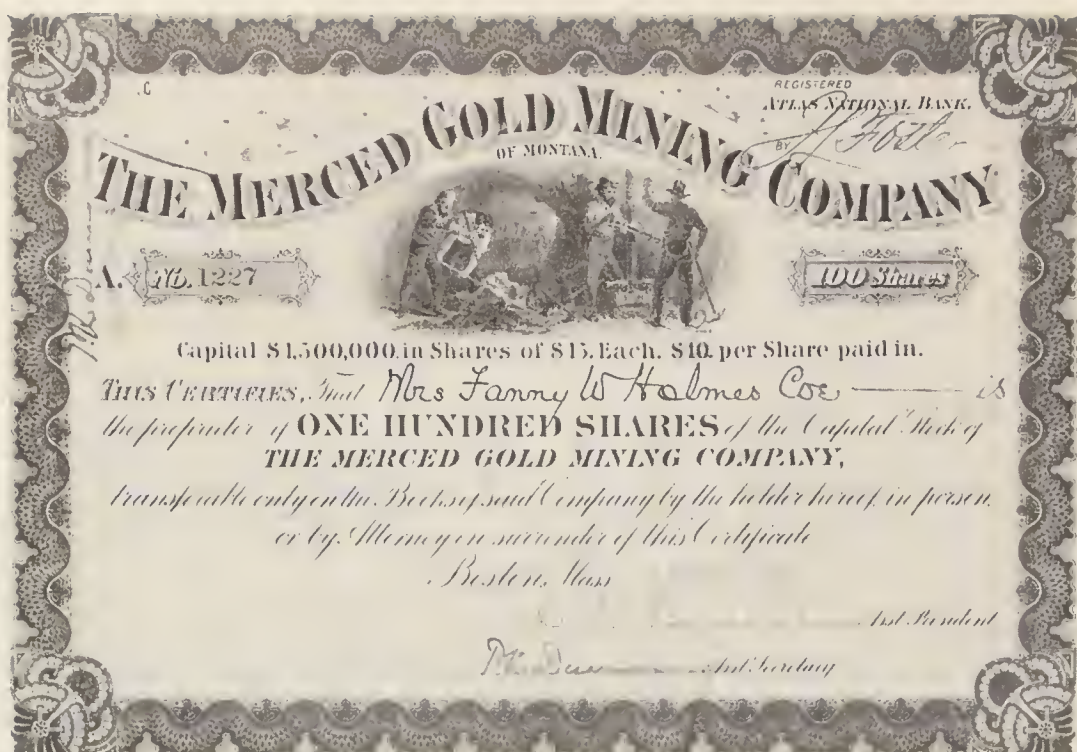 REGISTERED
ATLAS NATIONAL BANK.
BY
THE MERCED GOLD MINING COMPANY
OF MONTANA.
A. No. 1227
100 Shares
Capital $1,500,000. in Shares of $15. Each. $10. per Share paid in.
THIS CERTIFIES, That Mrs Fanny W Holmes Coe is
the proprietor of ONE HUNDRED SHARES of the Capital Stock of
THE MERCED GOLD MINING COMPANY,
transferable only on the Books of said Company by the holder hereof in person,
or by Attorney on surrender of this Certificate
Boston, Mass
Asst President
Asst Secretary